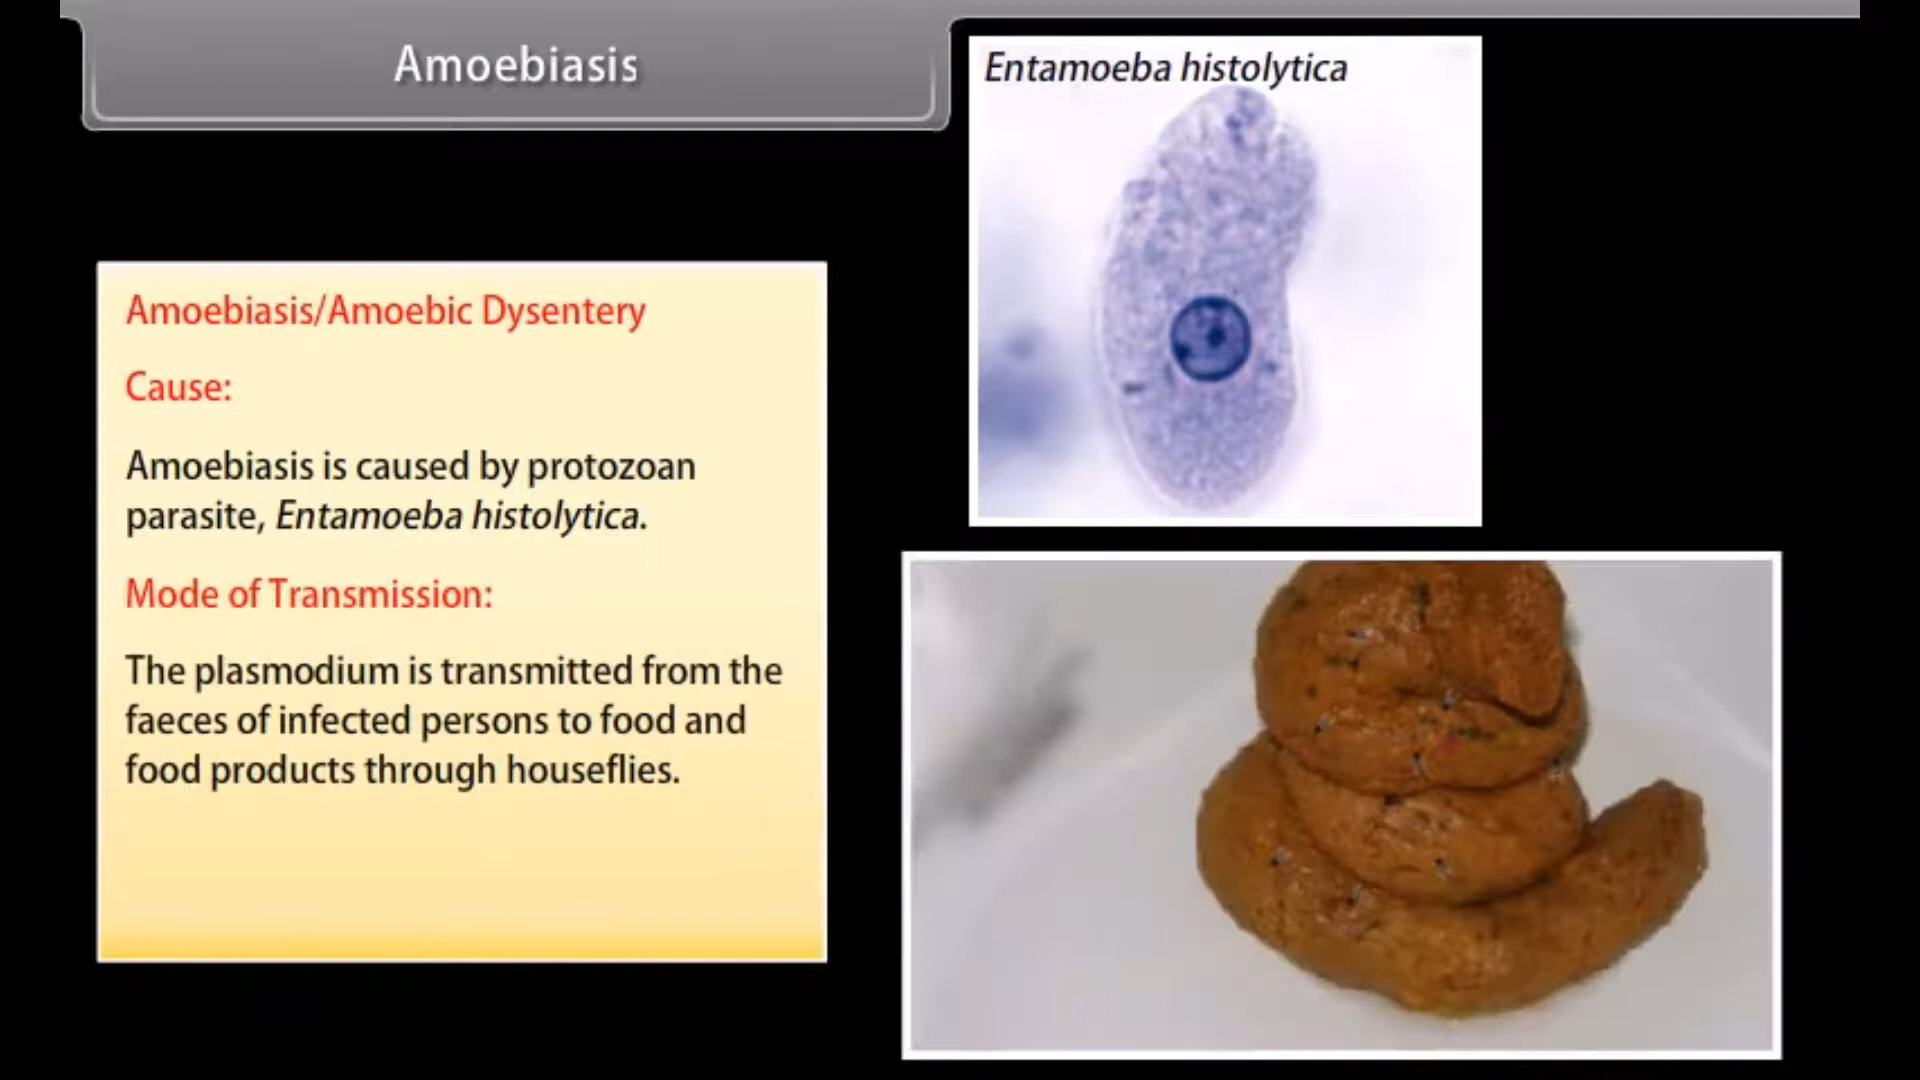 Amoebiasis
Entamoeba histolytica
Amoebiasis/Amoebic Dysentery
Cause:
Amoebiasis is caused by protozoan
parasite, Entamoeba histolytica.
Mode of Transmission:
The plasmodium is transmitted from the
faeces of infected persons to food and
food products through houseflies.